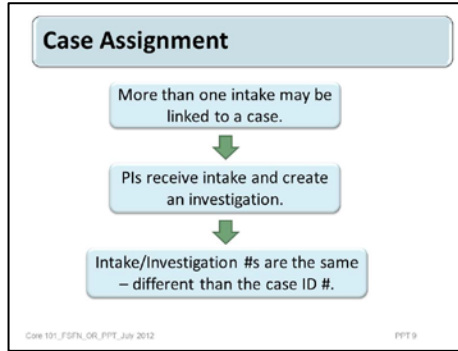 Case Assignment
More than one intake may be
linked to a case.
PIs receive intake and create
an investigation.
Intake/Investigation #s are the same
– different than the case ID #.
Core 101_FSFN_OR_PPT_July 2012
PPT 9